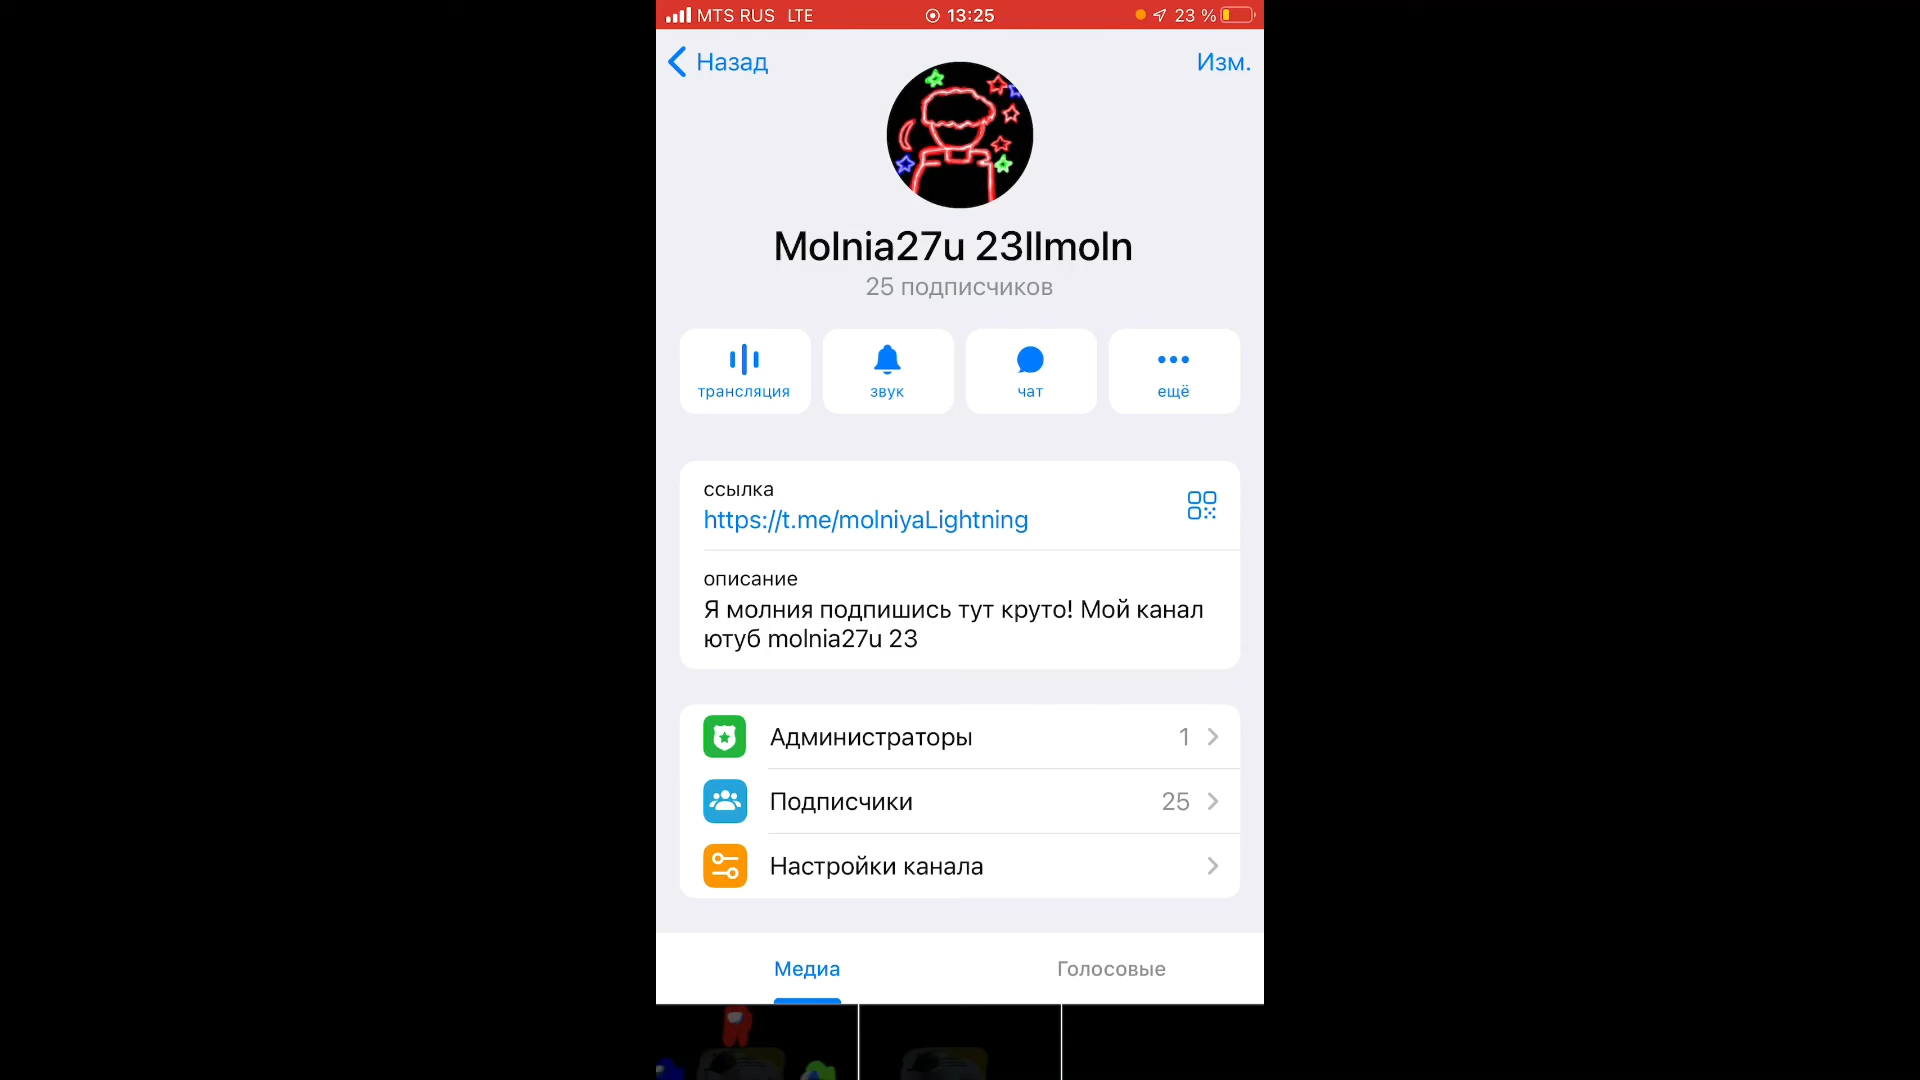 MTS RUS LTE 13:25 23 %
Назад Изм.
Molnia27u 23llmoln
25 подписчиков
трансляция звук чат ещё
ссылка
https://t.me/molniyaLightning
описание
Я молния подпишись тут круто! Мой канал
ютуб molnia27u 23
Администраторы 1
Подписчики 25
Настройки канала
Медиа Голосовые